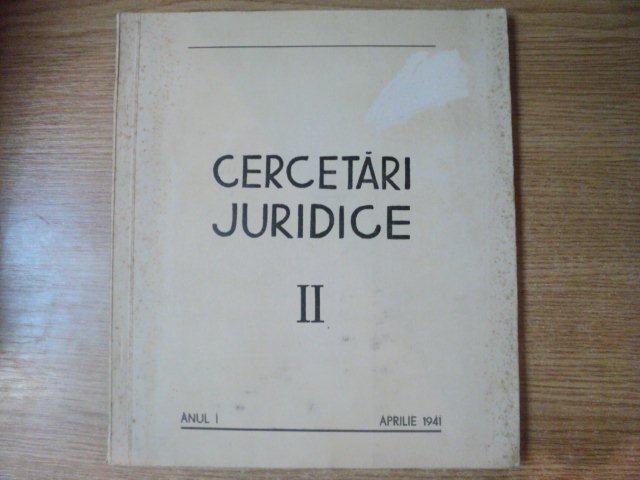 CERCETĂRI
JURIDICE
II
ANUL I APRILIE 1941